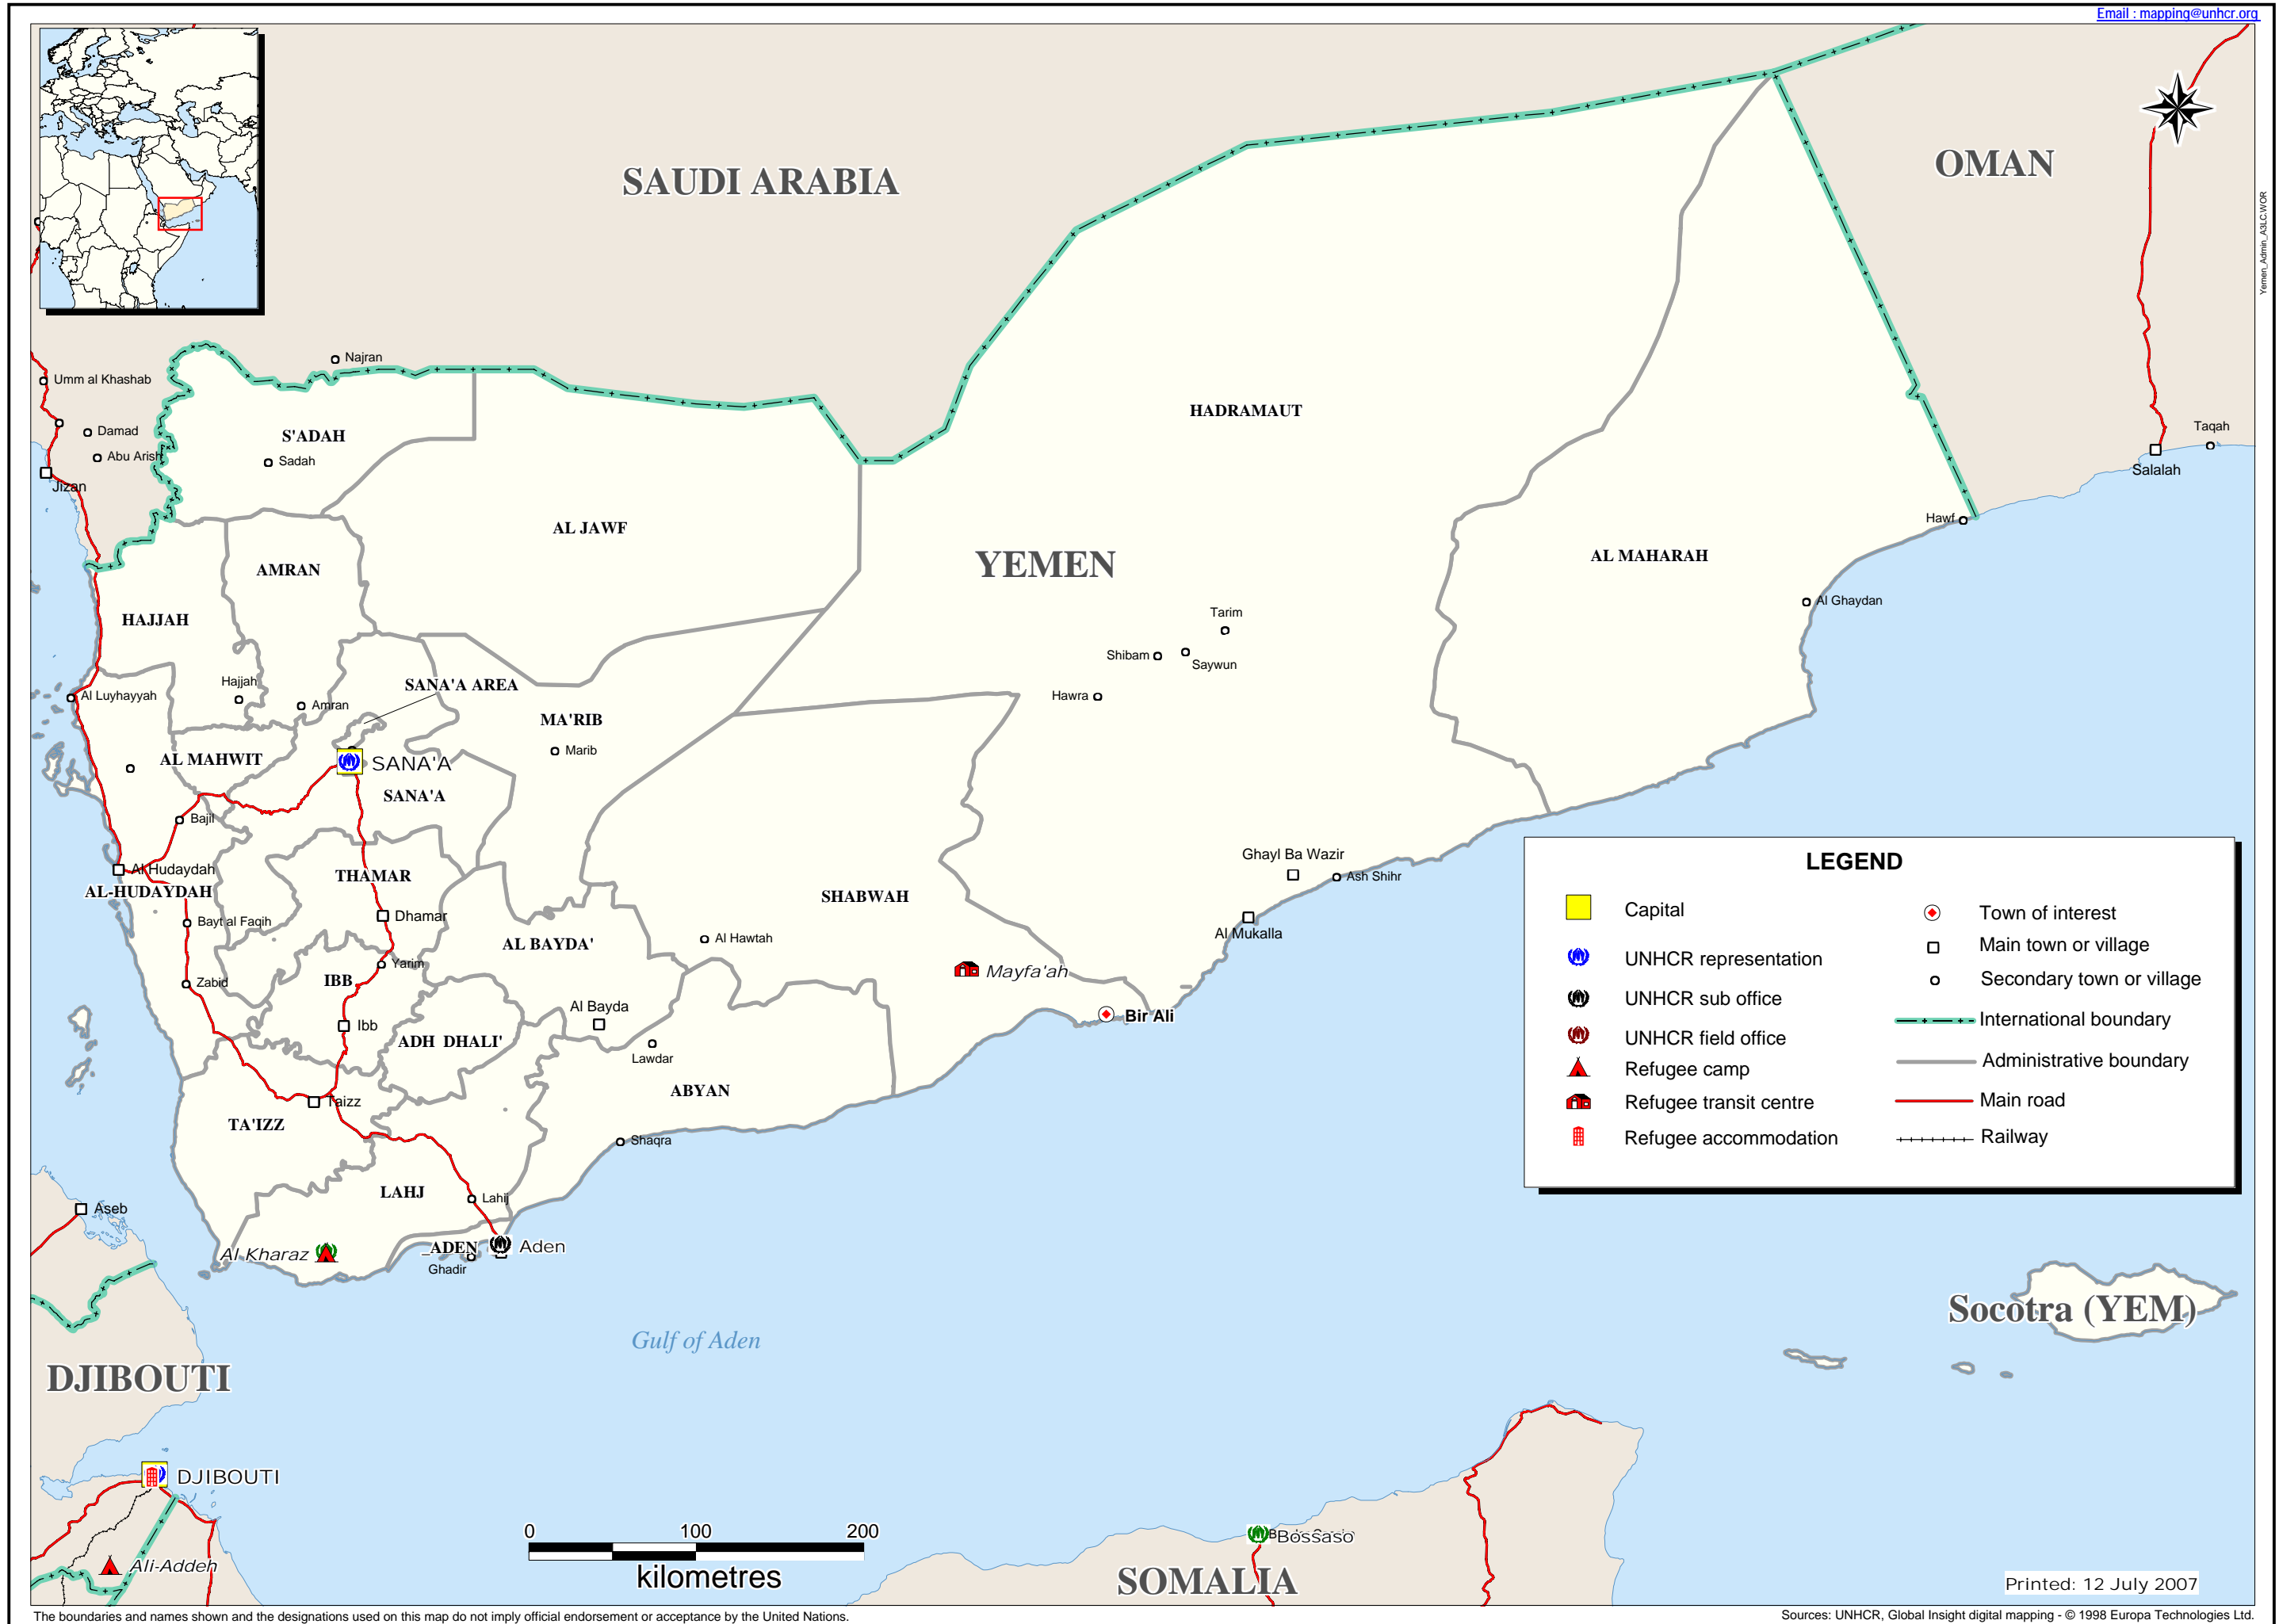 Email : mapping@unhcr.org
Yemen_Admin_A3LC.WOR
SAUDI ARABIA
OMAN
Najran
Umm al Khashab
Damad
Abu Arish
Jizan
S'ADAH
Sadah
HADRAMAUT
Taqah
Salalah
Hawf
AL JAWF
YEMEN
AL MAHARAH
AMRAN
HAJJAH
Al Ghaydan
Tarim
Shibam
Saywun
Hawra
Hajjah
Al Luyhayyah
Amran
SANA'A AREA
MA'RIB
Marib
AL MAHWIT
SANA'A
SANA'A
Bajil
Al Hudaydah
AL-HUDAYDAH
THAMAR
Dhamar
Bayt al Faqih
SHABWAH
Ghayl Ba Wazir
Ash Shihr
Al Mukalla
AL BAYDA'
Al Hawtah
Yarim
Zabid
IBB
Mayfa'ah
Al Bayda
Bir Ali
Ibb
ADH DHALI'
Lawdar
ABYAN
Taizz
TA'IZZ
Shaqra
LAHJ
Lahij
Aseb
Al Kharaz
_ADEN
Aden
Ghadir
LEGEND
Capital
UNHCR representation
UNHCR sub office
UNHCR field office
Refugee camp
Refugee transit centre
Refugee accommodation
Town of interest
Main town or village
Secondary town or village
International boundary
Administrative boundary
Main road
Railway
Socotra (YEM)
Gulf of Aden
DJIBOUTI
DJIBOUTI
Ali-Addeh
0 100 200
kilometres
Bossaso
SOMALIA
Printed: 12 July 2007
The boundaries and names shown and the designations used on this map do not imply official endorsement or acceptance by the United Nations.
Sources: UNHCR, Global Insight digital mapping - © 1998 Europa Technologies Ltd.